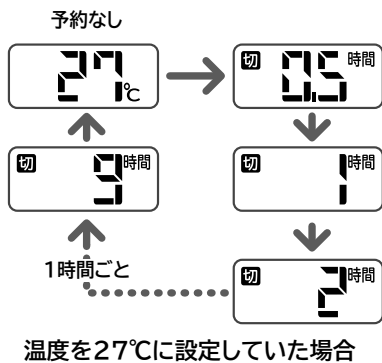 予約なし
27℃
切 0.5 時間
切 9 時間
切 1 時間
1時間ごと
切 2 時間
温度を27℃に設定していた場合